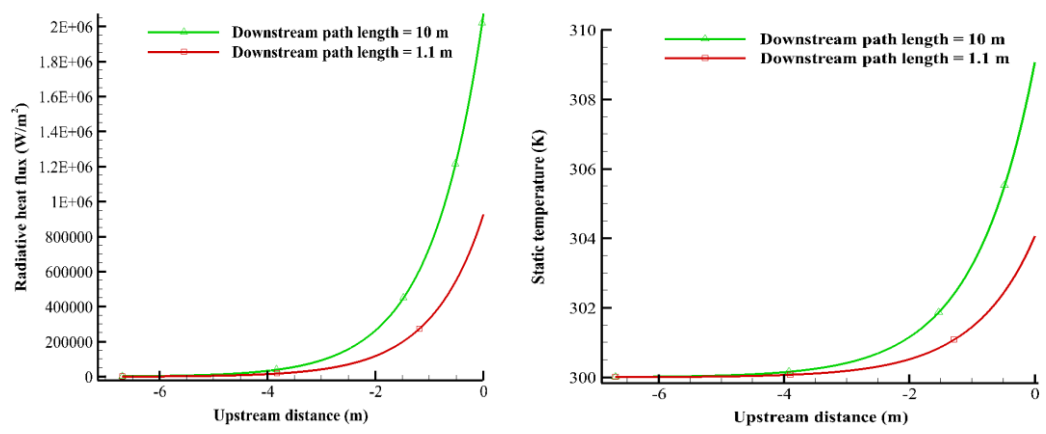 2E+06
1.8E+06
1.6E+06
1.4E+06
1.2E+06
1E+06
800000
600000
400000
200000
0
Radiative heat flux (W/m²)
Downstream path length = 10 m
Downstream path length = 1.1 m
-6 -4 -2 0
Upstream distance (m)
310
308
306
304
302
300
Static temperature (K)
Downstream path length = 10 m
Downstream path length = 1.1 m
-6 -4 -2 0
Upstream distance (m)